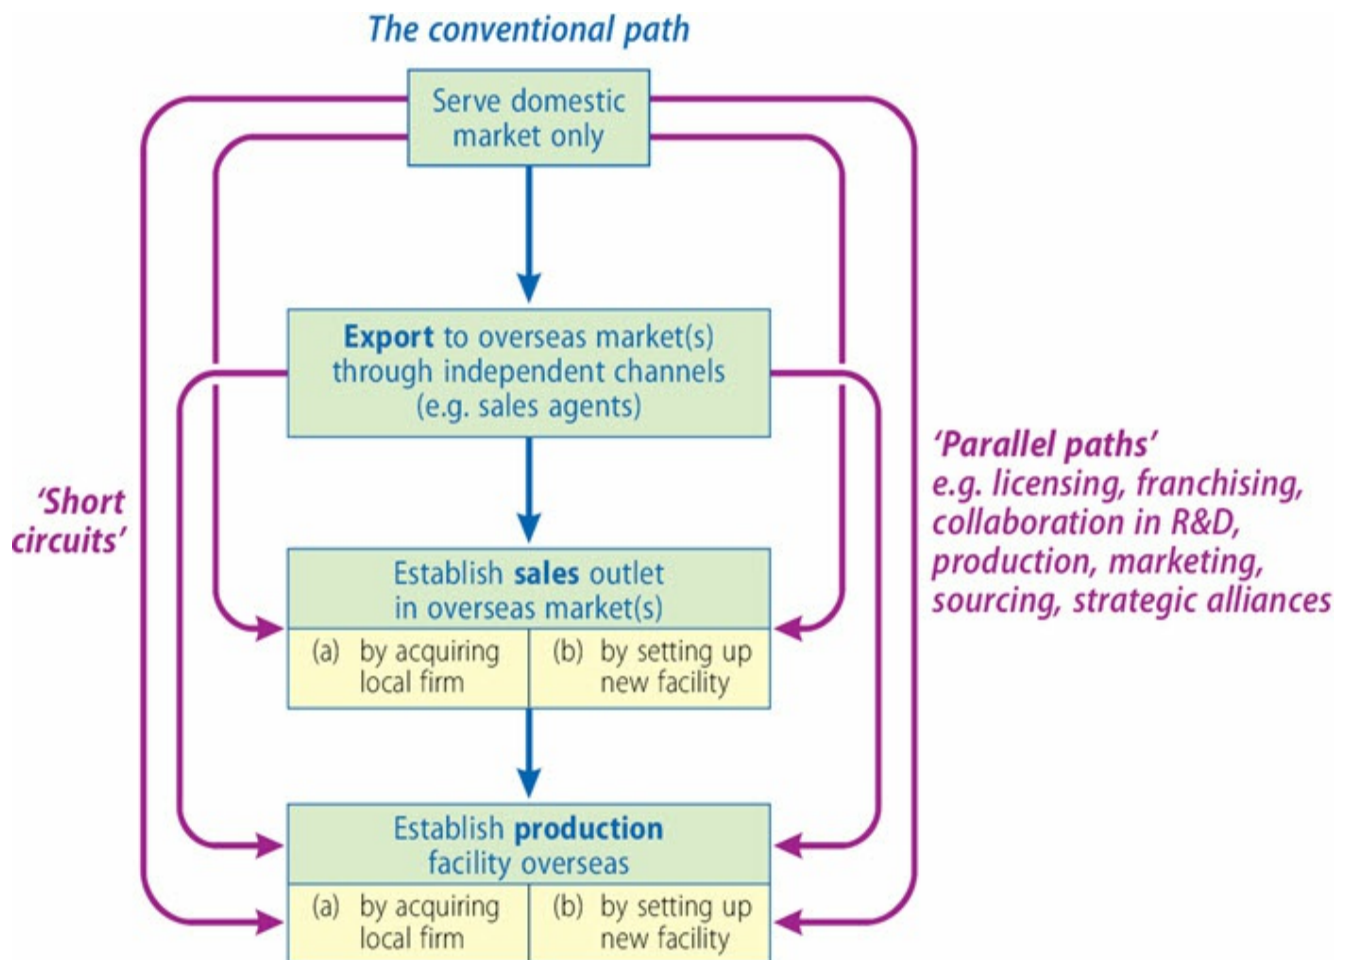 The conventional path
Serve domestic
market only
Export to overseas market(s)
through independent channels
(e.g. sales agents)
'Short
circuits'
'Parallel paths'
e.g. licensing, franchising,
collaboration in R&D,
production, marketing,
sourcing, strategic alliances
Establish sales outlet
in overseas market(s)
(a) by acquiring
local firm
(b) by setting up
new facility
Establish production
facility overseas
(a) by acquiring
local firm
(b) by setting up
new facility